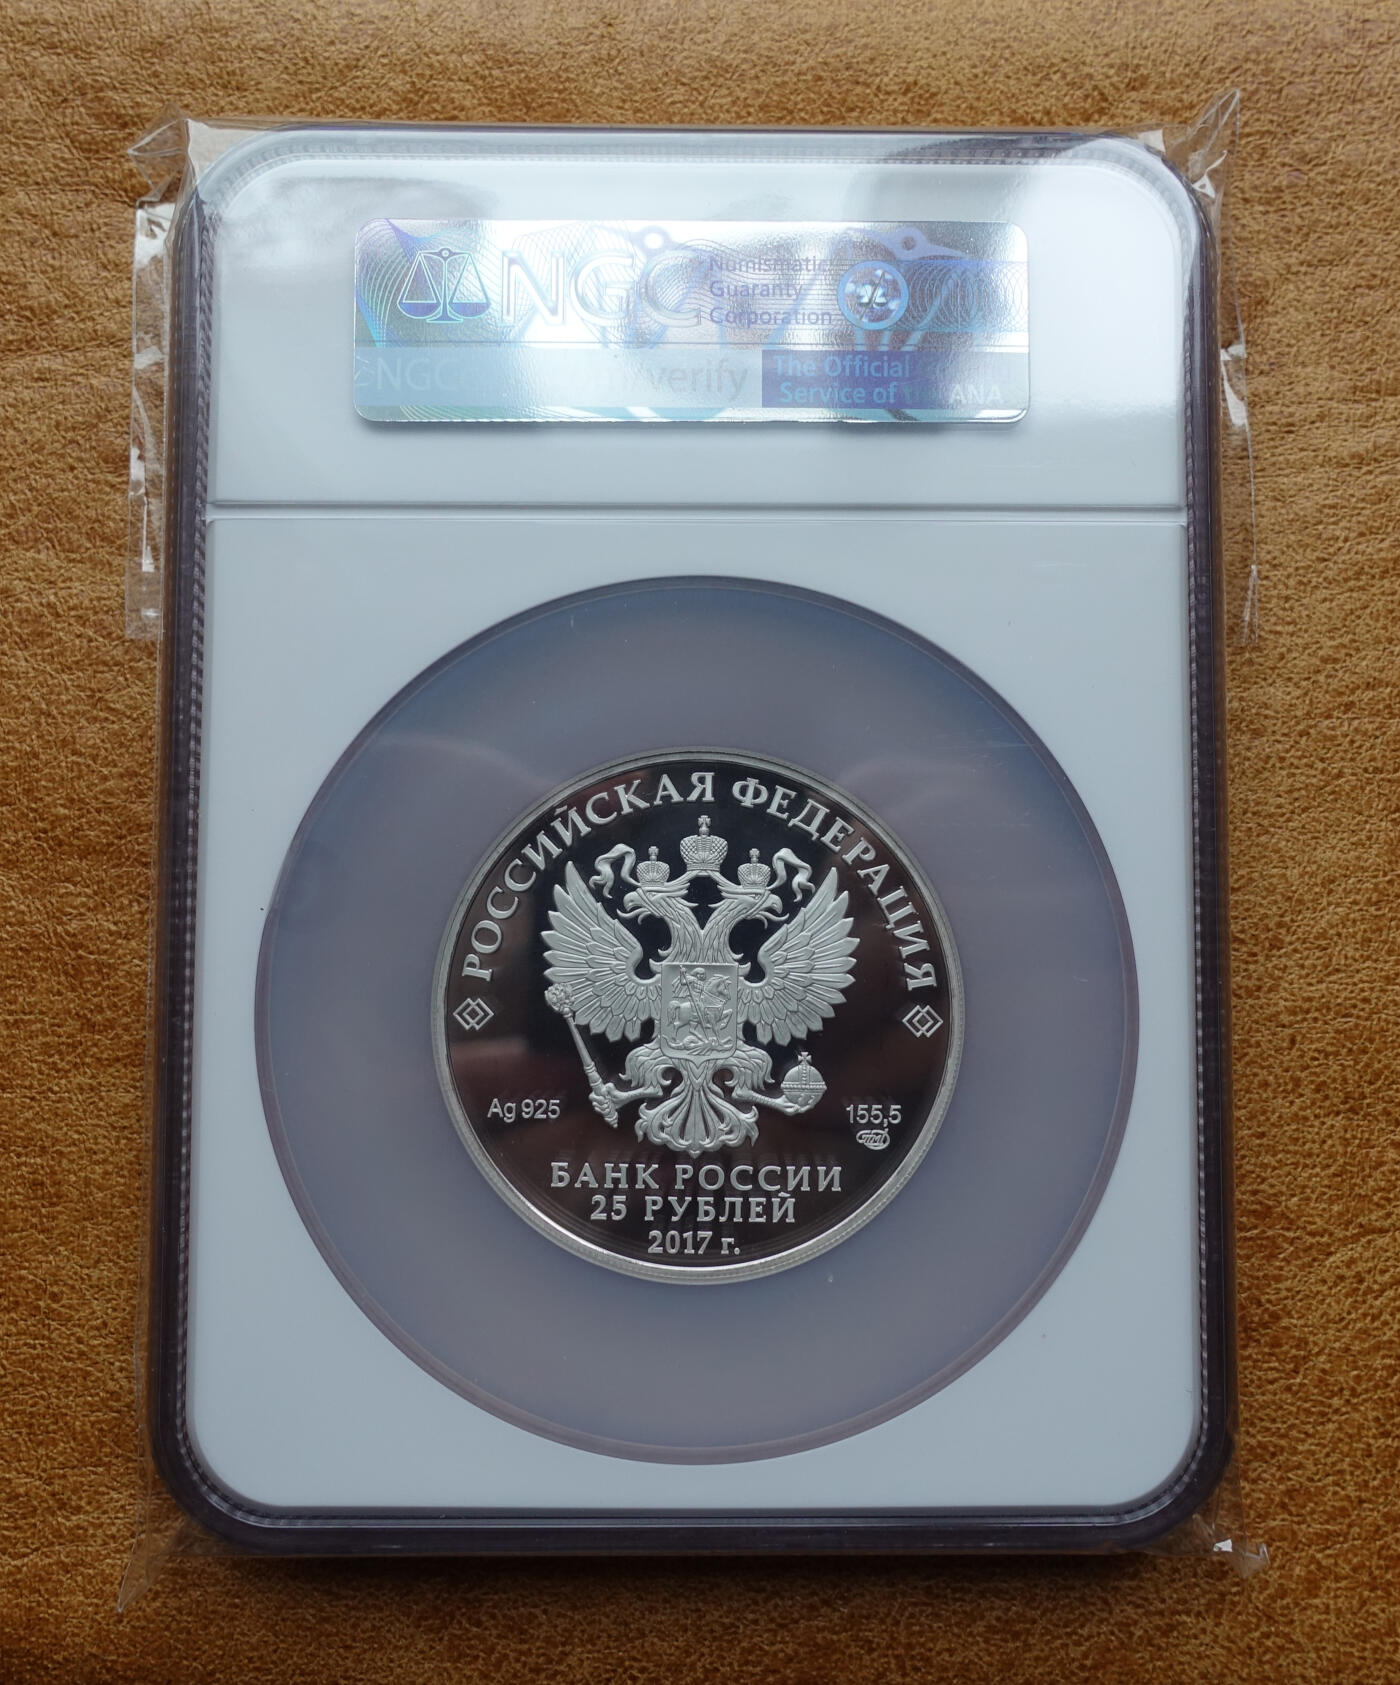 NGC
Numismatic
Guaranty
Corporation
NGC
/verify
The Official
Service of
ANA
РОССИЙСКАЯ ФЕДЕРАЦИЯ
Ag 925
155,5
БАНК РОССИИ
25 РУБЛЕЙ
2017 г.